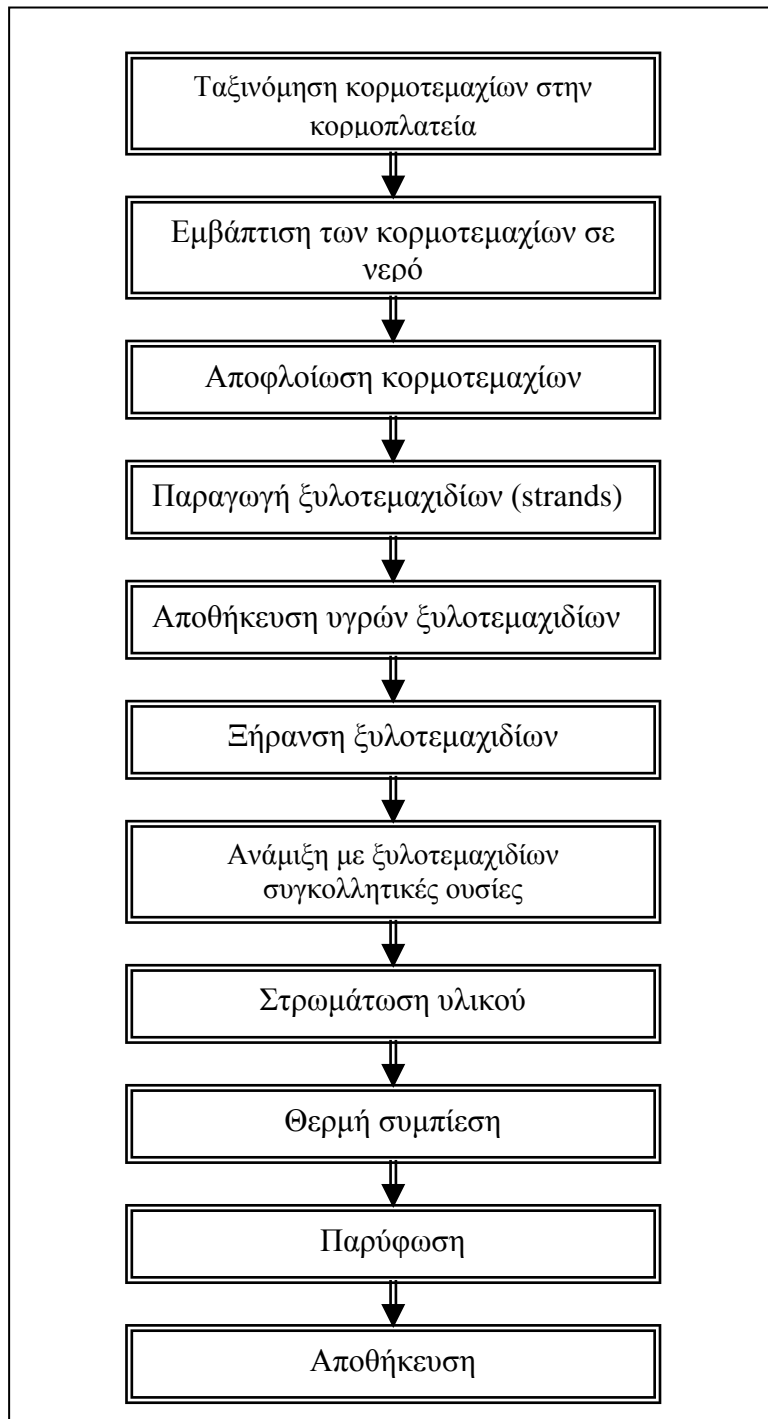 Ταξινόμηση κορμοτεμαχίων στην
κορμοπλατεία
Εμβάπτιση των κορμοτεμαχίων σε
νερό
Αποφλοίωση κορμοτεμαχίων
Παραγωγή ξυλοτεμαχιδίων (strands)
Αποθήκευση υγρών ξυλοτεμαχιδίων
Ξήρανση ξυλοτεμαχιδίων
Ανάμιξη με ξυλοτεμαχιδίων
συγκολλητικές ουσίες
Στρωμάτωση υλικού
Θερμή συμπίεση
Παρύφωση
Αποθήκευση